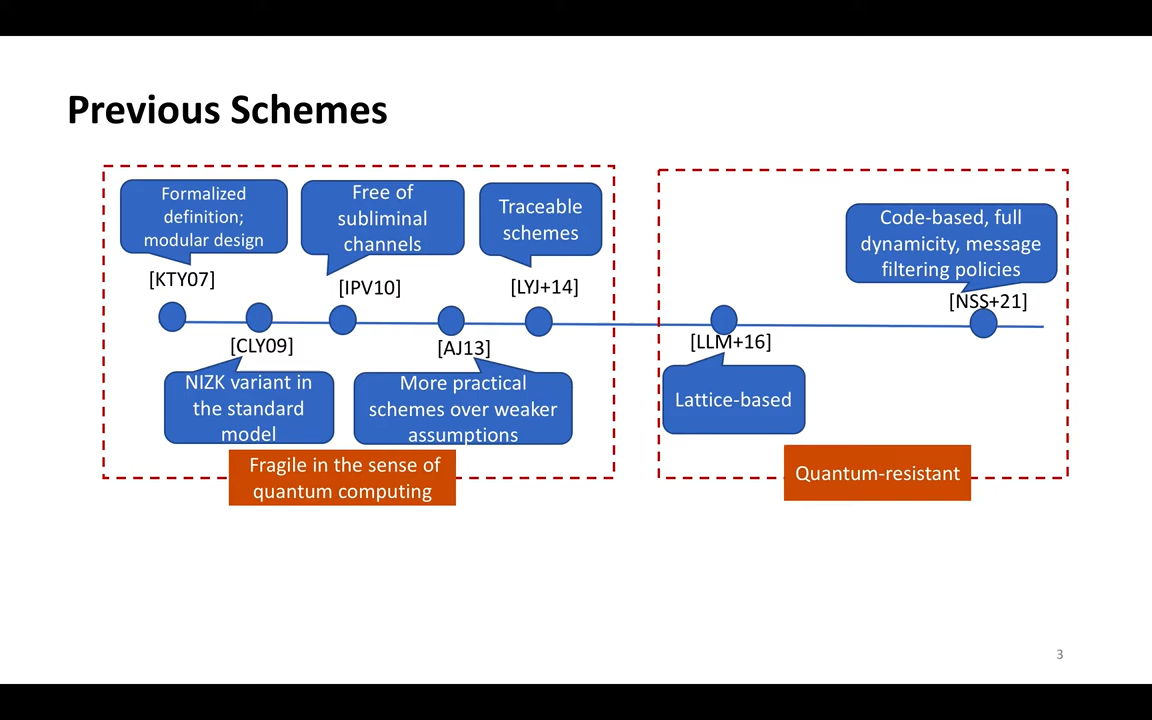 Previous Schemes
Formalized
definition;
modular design
Free of
subliminal
channels
Traceable
schemes
Code-based, full
dynamicity, message
filtering policies
[KTY07]
[IPV10]
[LYJ+14]
[NSS+21]
[CLY09]
[AJ13]
[LLM+16]
NIZK variant in
the standard
model
More practical
schemes over weaker
assumptions
Lattice-based
Fragile in the sense of
quantum computing
Quantum-resistant
3